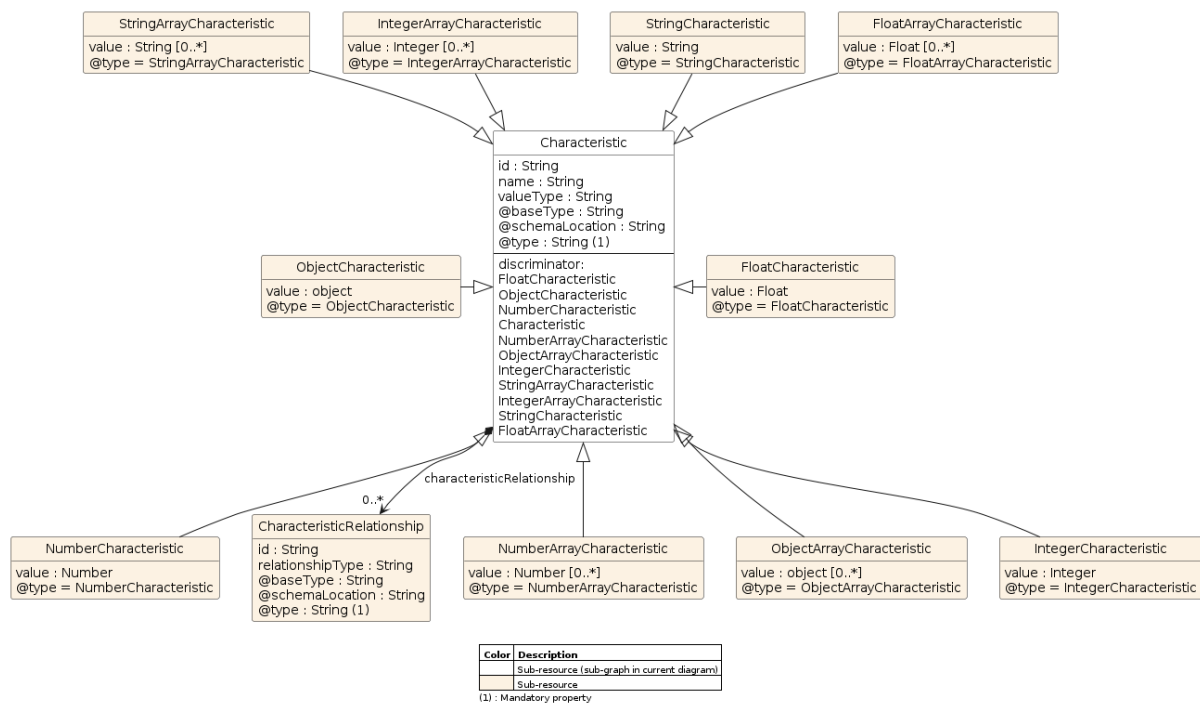 StringArrayCharacteristic
value : String [0..*]
@type = StringArrayCharacteristic
IntegerArrayCharacteristic
value : Integer [0..*]
@type = IntegerArrayCharacteristic
StringCharacteristic
value : String
@type = StringCharacteristic
FloatArrayCharacteristic
value : Float [0..*]
@type = FloatArrayCharacteristic
Characteristic
id : String
name : String
valueType : String
@baseType : String
@schemaLocation : String
@type : String (1)
discriminator:
FloatCharacteristic
ObjectCharacteristic
NumberCharacteristic
Characteristic
NumberArrayCharacteristic
ObjectArrayCharacteristic
IntegerCharacteristic
StringArrayCharacteristic
IntegerArrayCharacteristic
StringCharacteristic
FloatArrayCharacteristic
ObjectCharacteristic
value : object
@type = ObjectCharacteristic
FloatCharacteristic
value : Float
@type = FloatCharacteristic
characteristicRelationship
0..*
NumberCharacteristic
value : Number
@type = NumberCharacteristic
CharacteristicRelationship
id : String
relationshipType : String
@baseType : String
@schemaLocation : String
@type : String (1)
NumberArrayCharacteristic
value : Number [0..*]
@type = NumberArrayCharacteristic
ObjectArrayCharacteristic
value : object [0..*]
@type = ObjectArrayCharacteristic
IntegerCharacteristic
value : Integer
@type = IntegerCharacteristic
Color Description
Sub-resource (sub-graph in current diagram)
Sub-resource
(1) : Mandatory property